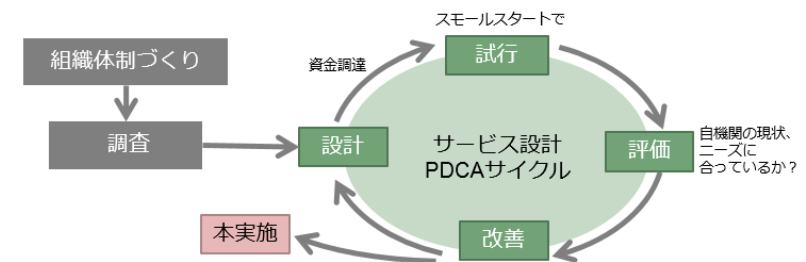 スモールスタートで
組織体制づくり
試行
資金調達
調査
設計
サービス設計
PDCAサイクル
評価
自機関の現状、
ニーズに
合っているか？
本実施
改善